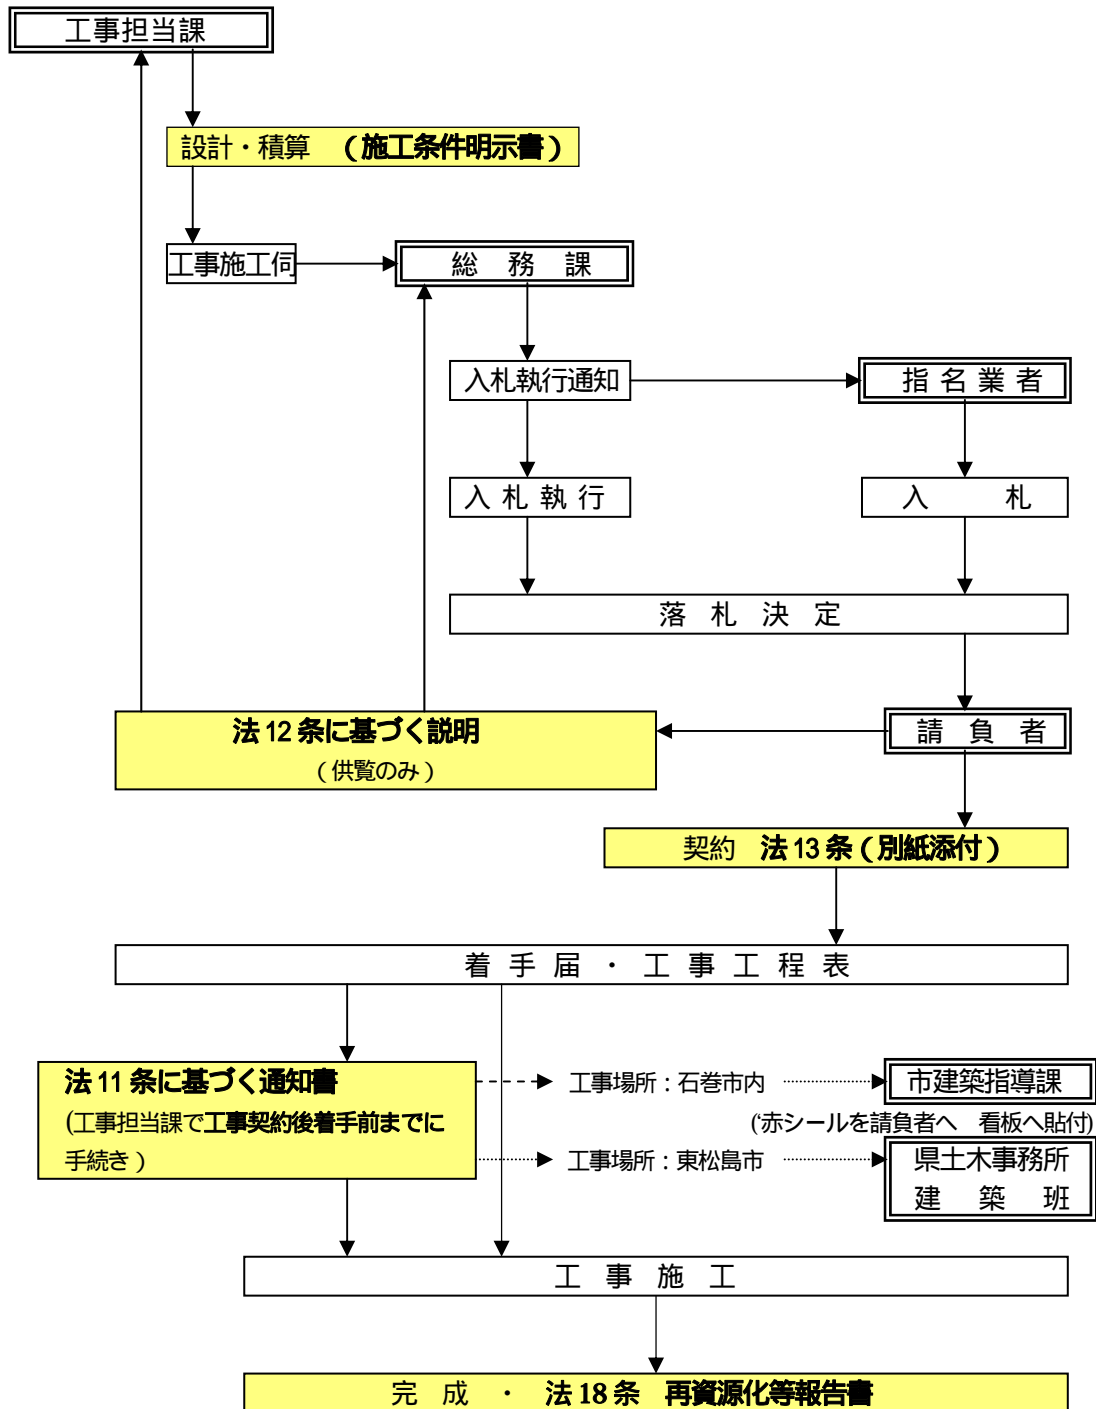 工事担当課
設計・積算　（施工条件明示書）
工事施工伺
総　務　課
入札執行通知
指 名 業 者
入 札 執 行
入　　　札
落　札　決　定
法 12 条に基づく説明
（供覧のみ）
請　負　者
契約　法 13 条（別紙添付）
着 手 届 ・ 工 事 工 程 表
法 11 条に基づく通知書
(工事担当課で工事契約後着手前までに
手続き）
工事場所：石巻市内
市建築指導課
(赤シールを請負者へ　看板へ貼付)
工事場所：東松島市
県土木事務所
建　築　班
工　事　施　工
完　成　・　法 18 条　再資源化等報告書